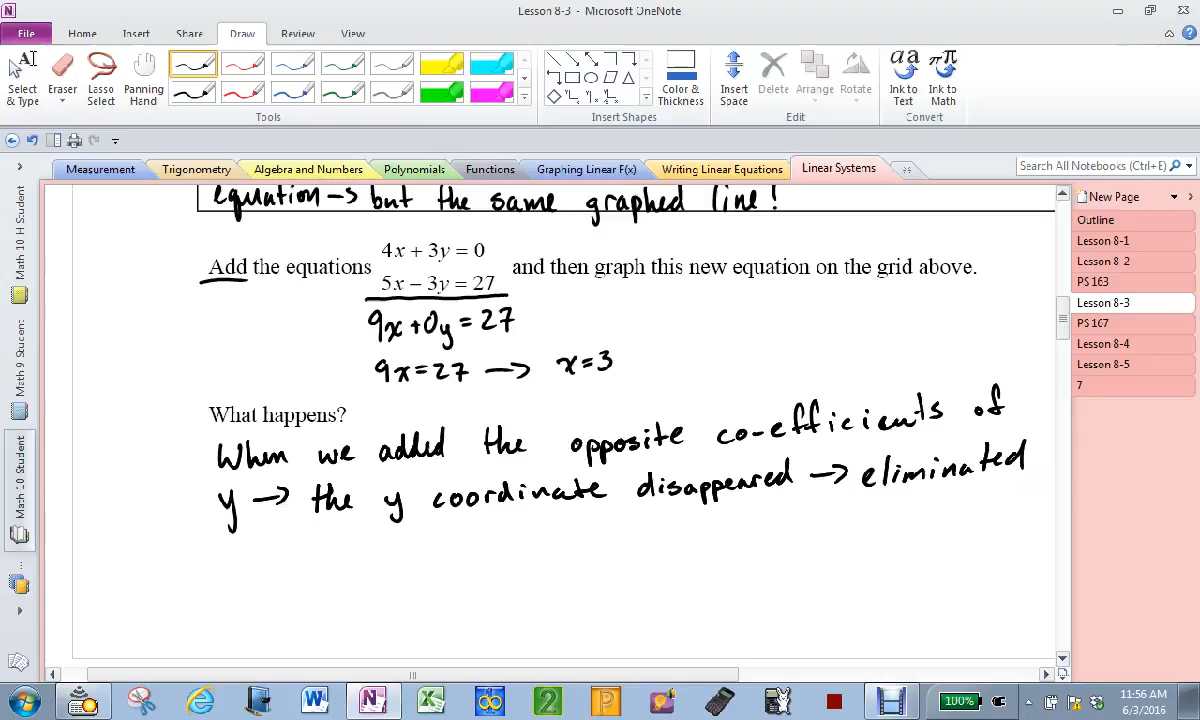 Lesson 8-3 - Microsoft OneNote
File Home Insert Share Draw Review View
Select & Type
Eraser
Lasso Select
Panning Hand
Color & Thickness
Insert Space
Delete
Arrange
Rotate
Ink to Text
Ink to Math
Tools
Insert Shapes
Edit
Convert
Measurement
Trigonometry
Algebra and Numbers
Polynomials
Functions
Graphing Linear F(x)
Writing Linear Equations
Linear Systems
Search All Notebooks (Ctrl+E)
Math 10 H Student
Math 9 Student
Math 10 Student
New Page
Outline
Lesson 8-1
Lesson 8-2
PS 163
Lesson 8-3
PS 167
Lesson 8-4
Lesson 8-5
7
equation → but the same graphed line!
4x + 3y = 0
Add the equations and then graph this new equation on the grid above.
5x − 3y = 27
9x + 0y = 27
9x = 27 → x = 3
What happens?
When we added the opposite co-efficients of
y → the y coordinate disappeared → eliminated
100%
11:56 AM
6/3/2016